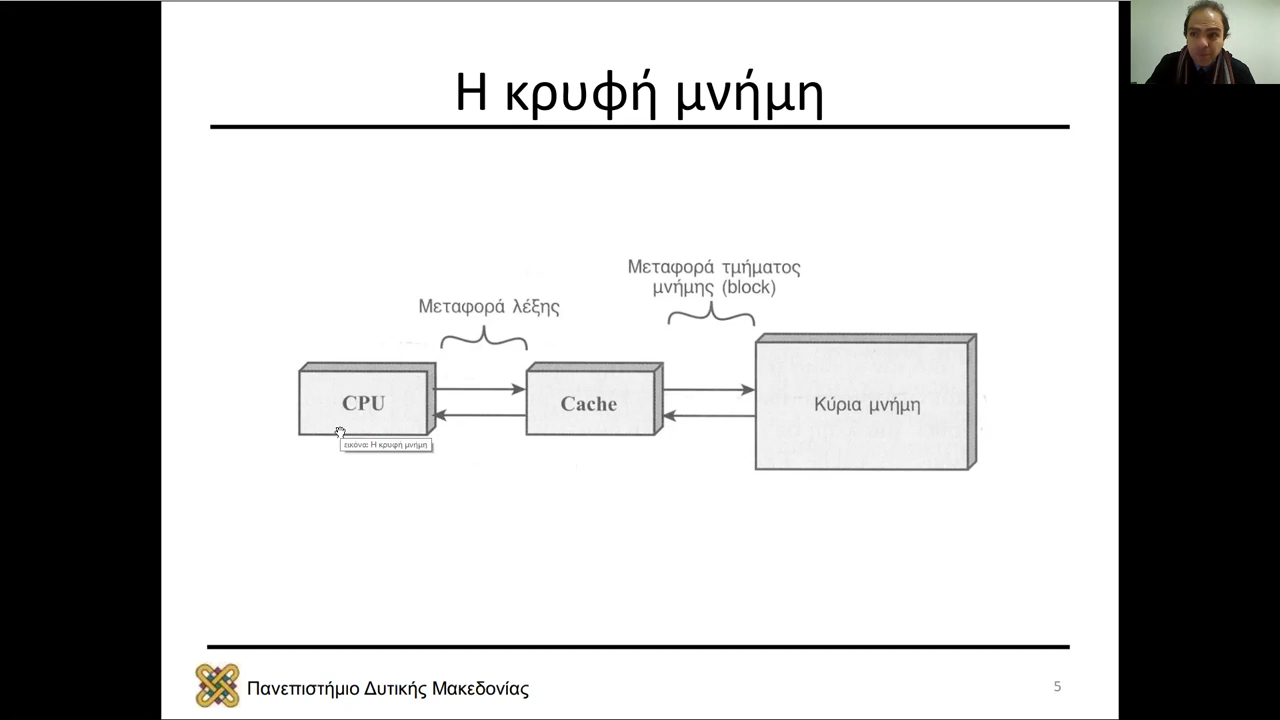 Η κρυφή μνήμη
Μεταφορά τμήματος
μνήμης (block)
Μεταφορά λέξης
CPU
Cache
Κύρια μνήμη
εικόνα: Η κρυφή μνήμη
Πανεπιστήμιο Δυτικής Μακεδονίας
5